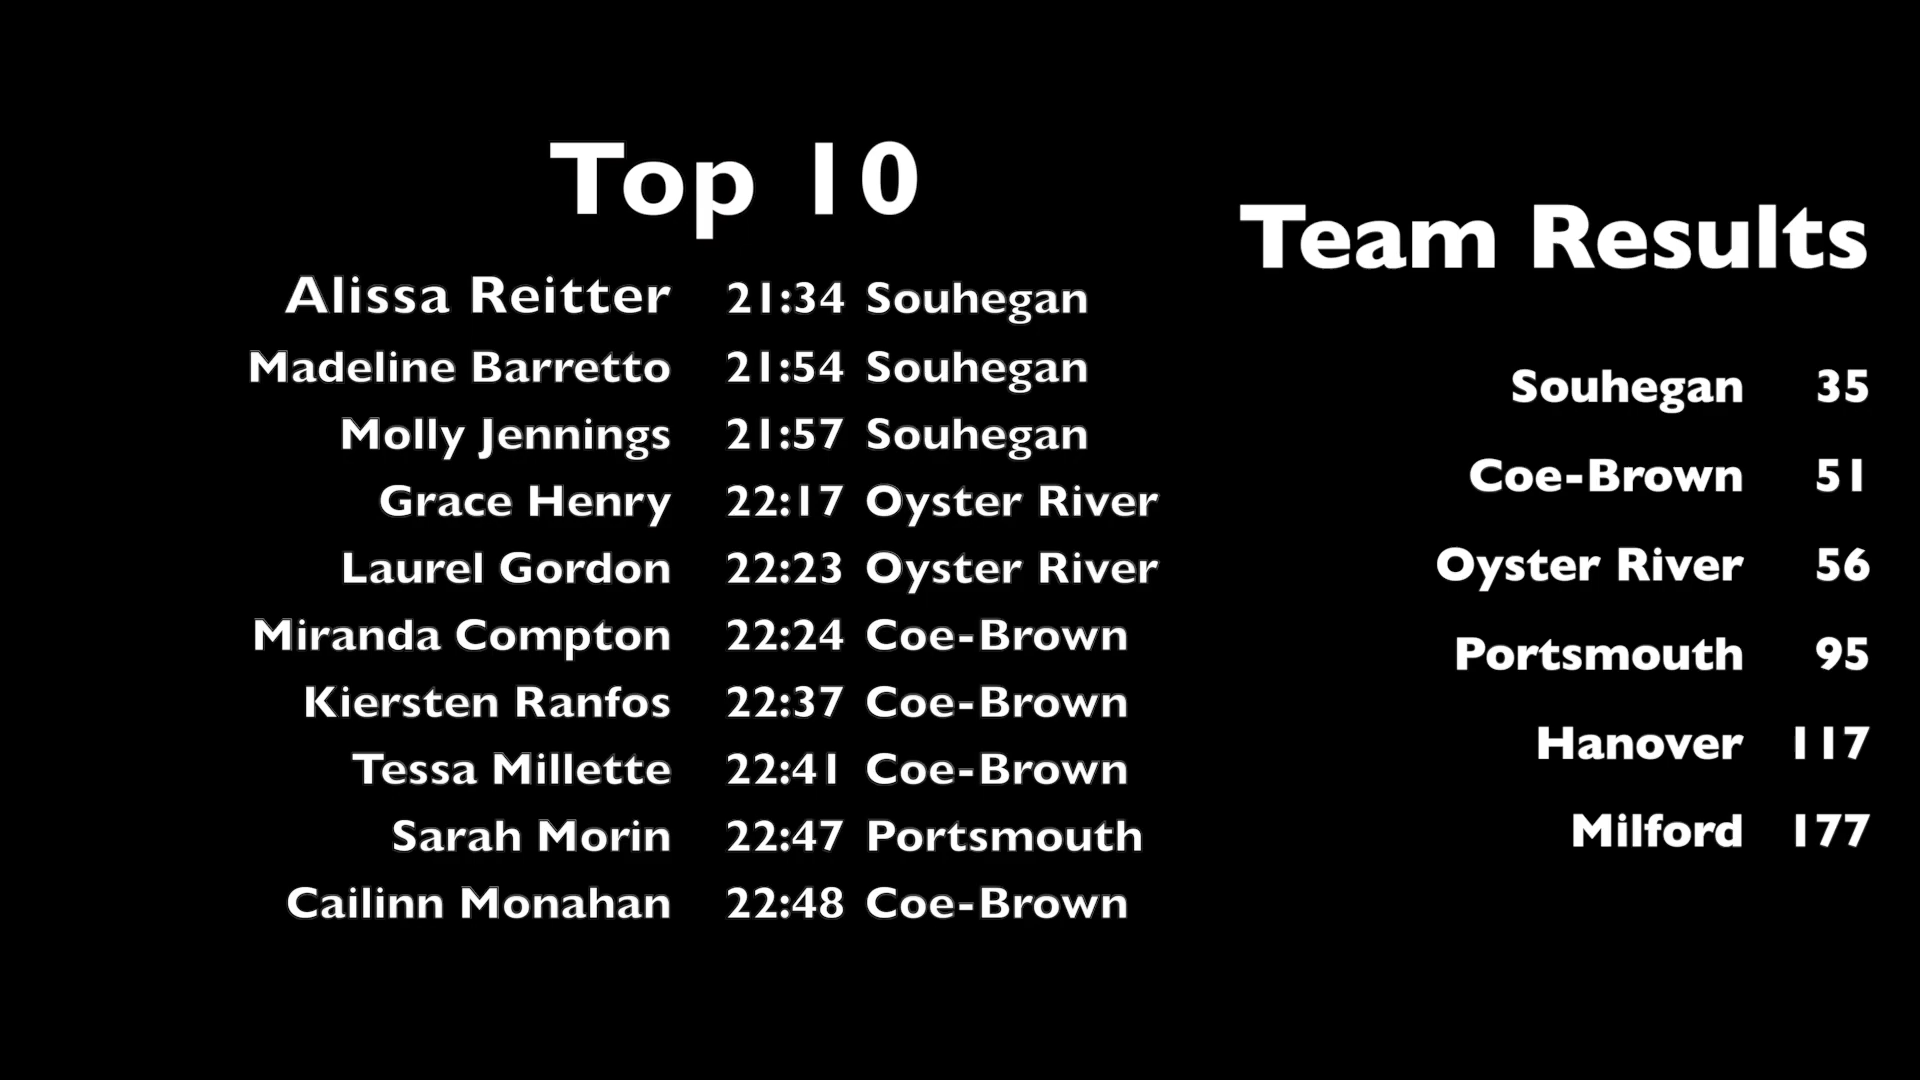 Top 10
Alissa Reitter 21:34 Souhegan
Madeline Barretto 21:54 Souhegan
Molly Jennings 21:57 Souhegan
Grace Henry 22:17 Oyster River
Laurel Gordon 22:23 Oyster River
Miranda Compton 22:24 Coe-Brown
Kiersten Ranfos 22:37 Coe-Brown
Tessa Millette 22:41 Coe-Brown
Sarah Morin 22:47 Portsmouth
Cailinn Monahan 22:48 Coe-Brown
Team Results
Souhegan 35
Coe-Brown 51
Oyster River 56
Portsmouth 95
Hanover 117
Milford 177